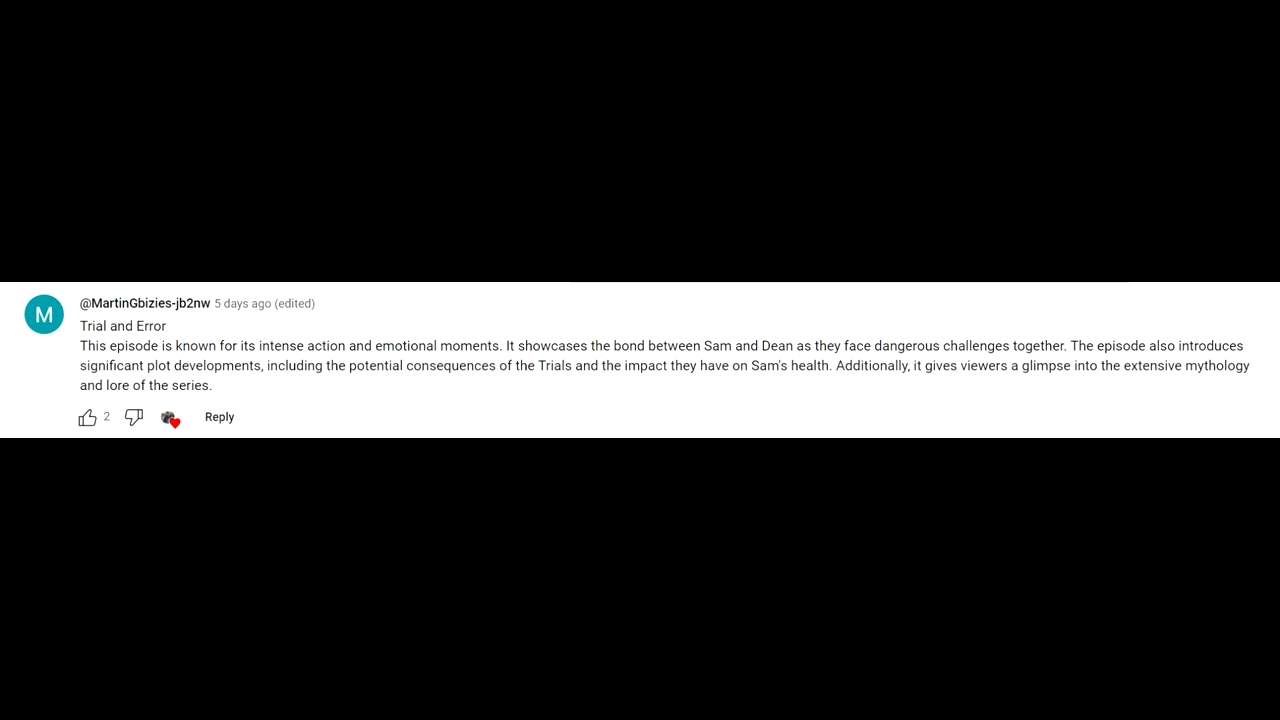 @MartinGbizies-jb2nw 5 days ago (edited)
Trial and Error
This episode is known for its intense action and emotional moments. It showcases the bond between Sam and Dean as they face dangerous challenges together. The episode also introduces
significant plot developments, including the potential consequences of the Trials and the impact they have on Sam's health. Additionally, it gives viewers a glimpse into the extensive mythology
and lore of the series.
2 Reply
M